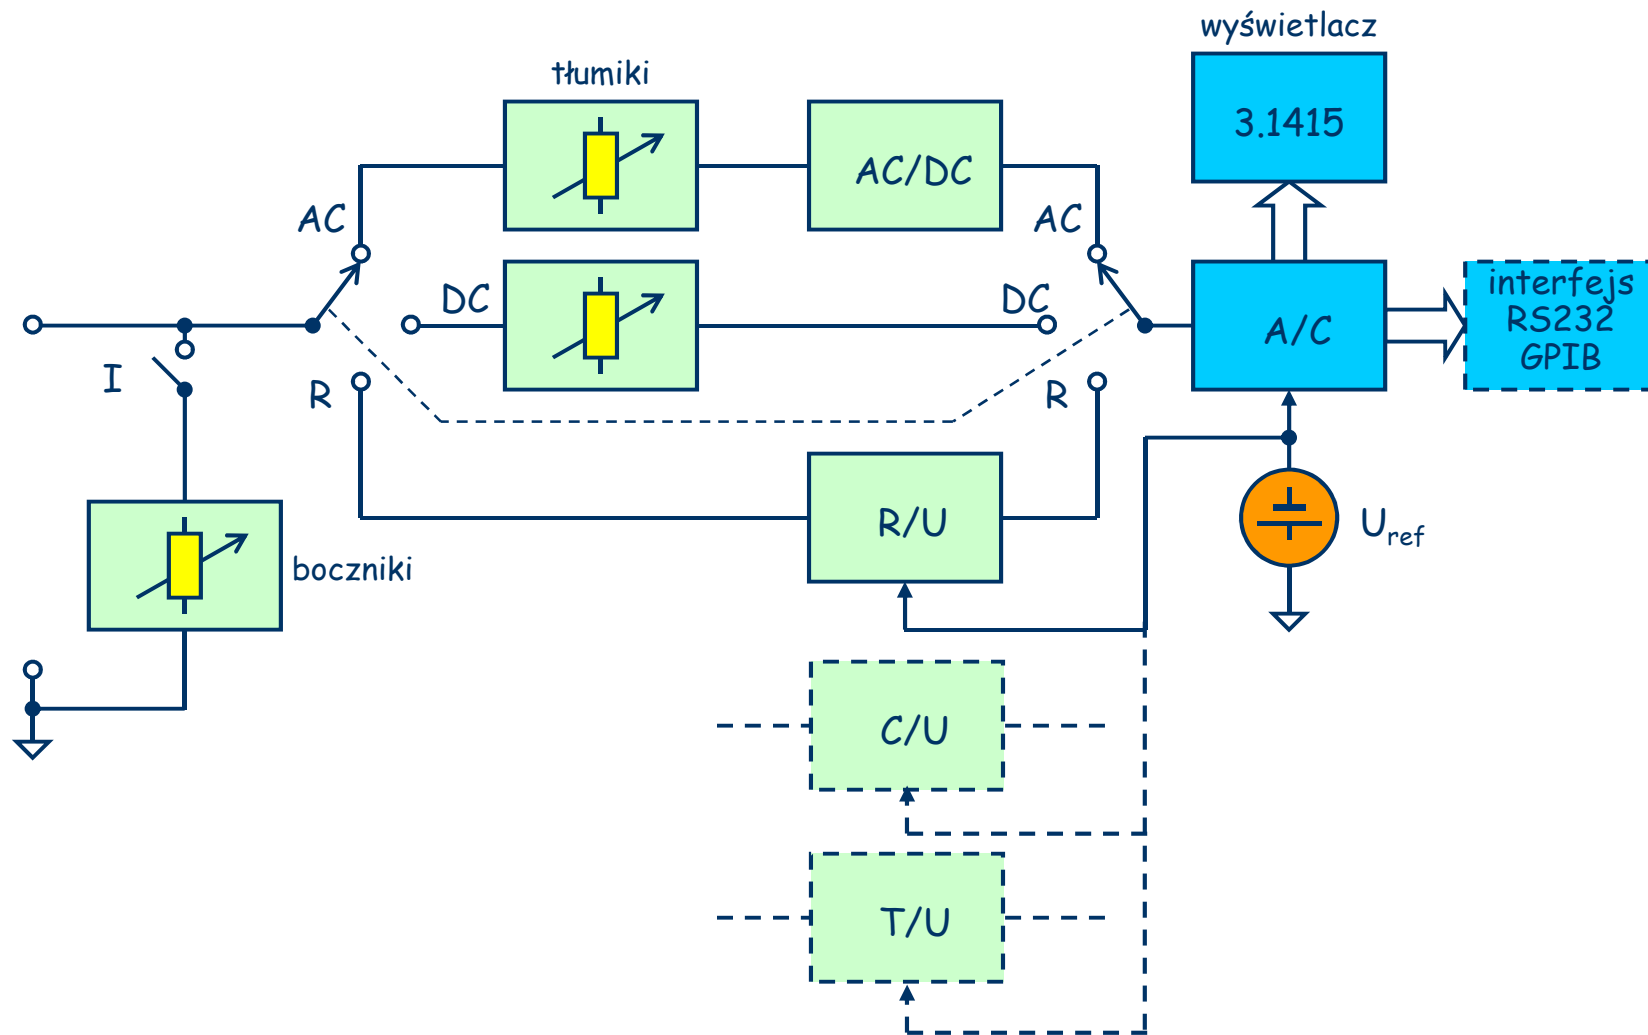 wyświetlacz
tłumiki
3.1415
AC/DC
AC
AC
DC
DC
interfejs
RS232
GPIB
A/C
I
R
R
R/U
Uref
boczniki
C/U
T/U